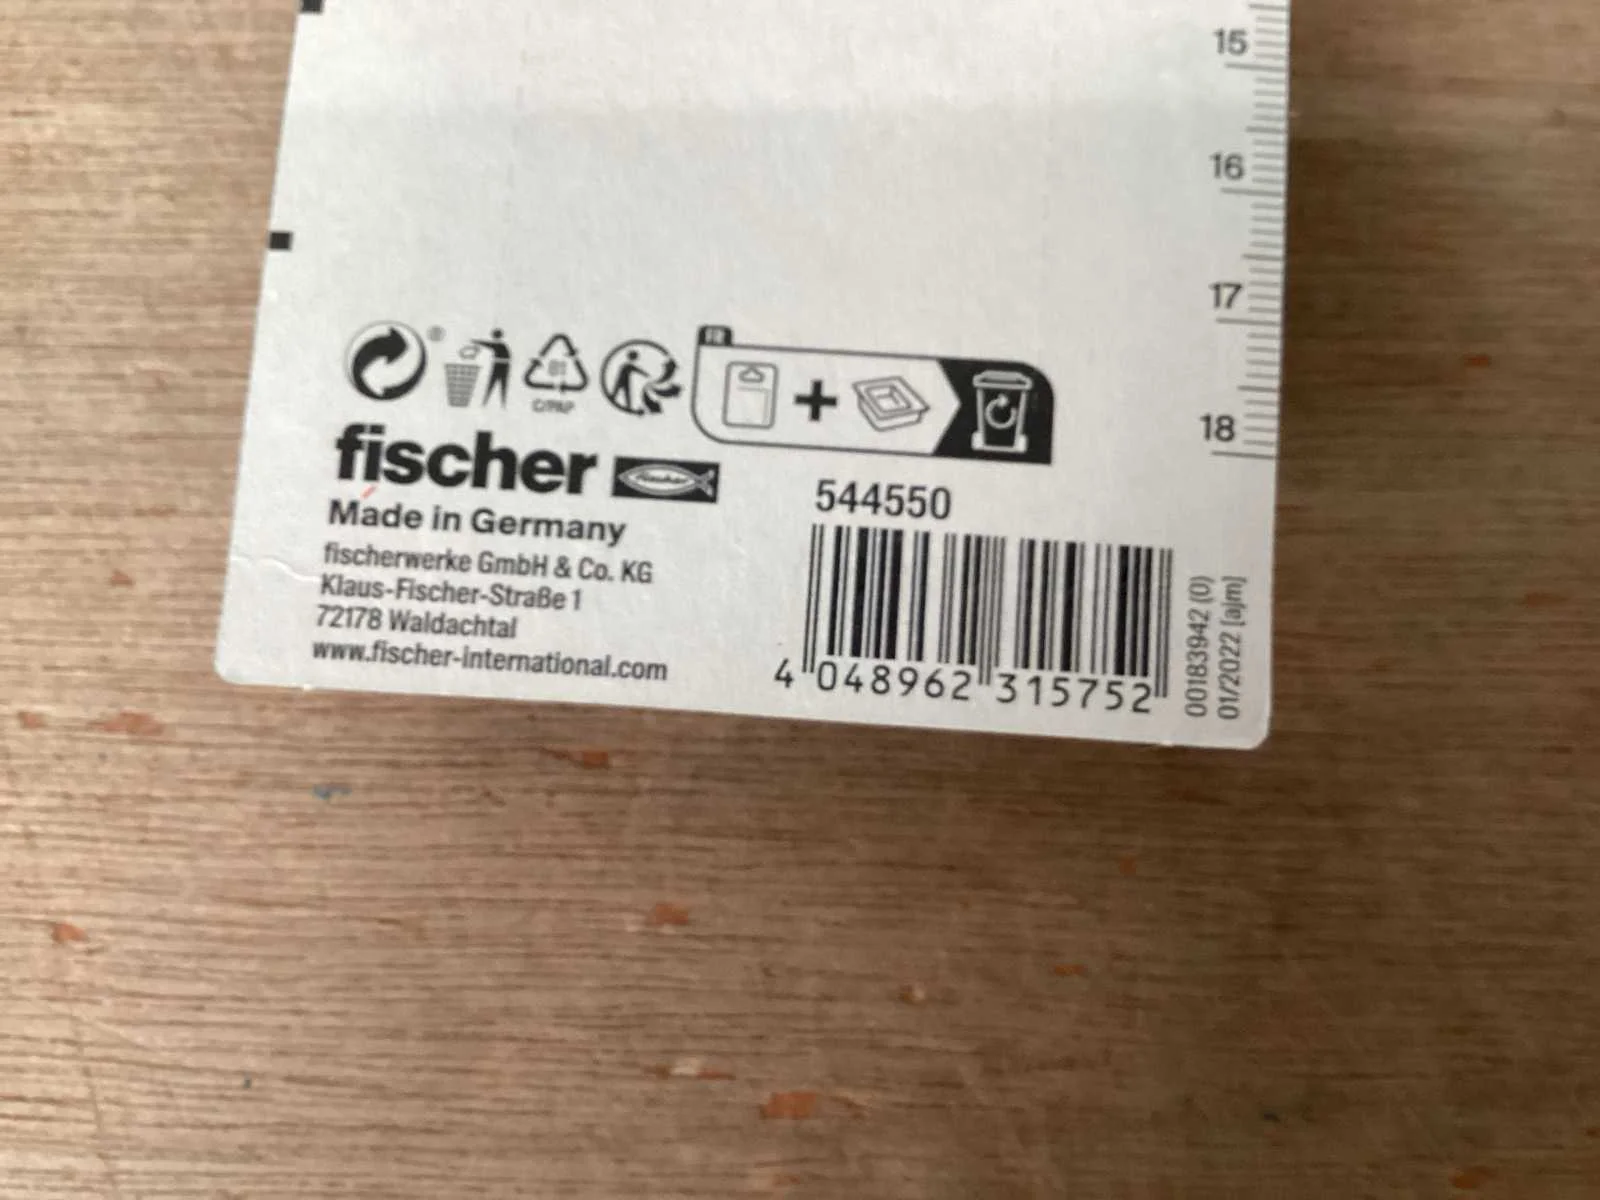 15
16
17
18
FR
81
C/PAP
fischer
Made in Germany
fischerwerke GmbH & Co. KG
Klaus-Fischer-Straße 1
72178 Waldachtal
www.fischer-international.com
544550
4 048962 315752
00183942 (0)
01/2022 [ajm]